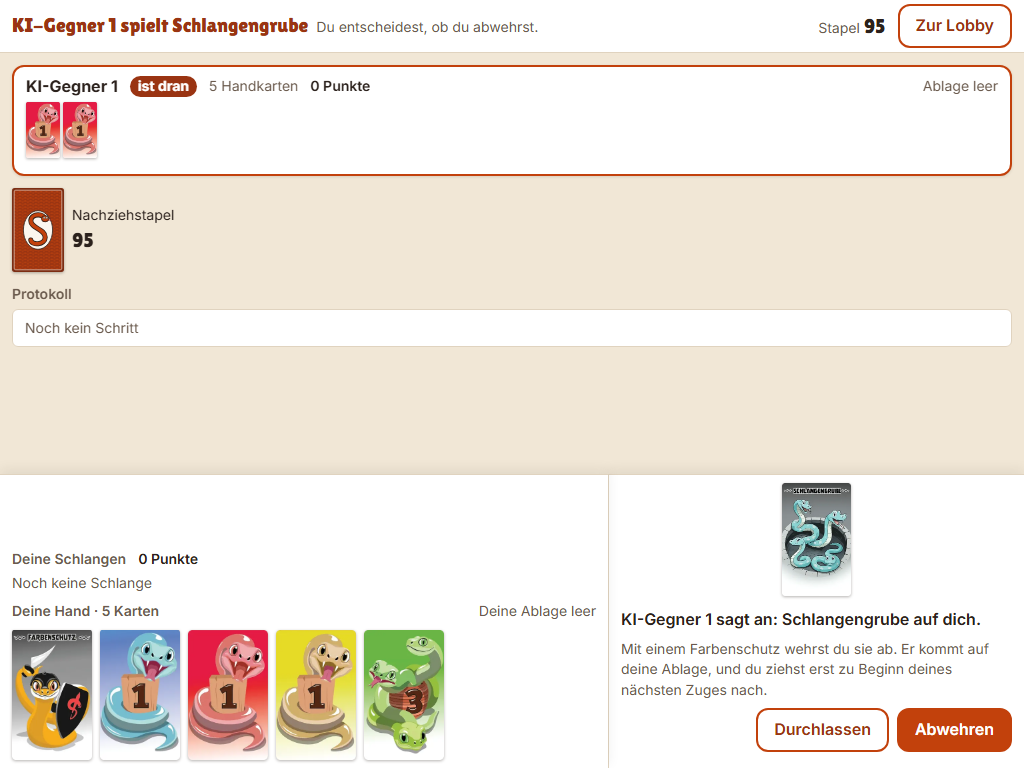 KI-Gegner 1 spielt Schlangengrube Du entscheidest, ob du abwehrst. Stapel 95 Zur Lobby
KI-Gegner 1 ist dran 5 Handkarten 0 Punkte Ablage leer
1 1
S
Nachziehstapel
95
Protokoll
Noch kein Schritt
Deine Schlangen 0 Punkte
Noch keine Schlange
Deine Hand · 5 Karten Deine Ablage leer
FARBENSCHUTZ
1 1 1 3
SCHLANGENGRUBE
KI-Gegner 1 sagt an: Schlangengrube auf dich.
Mit einem Farbenschutz wehrst du sie ab. Er kommt auf
deine Ablage, und du ziehst erst zu Beginn deines
nächsten Zuges nach.
Durchlassen Abwehren